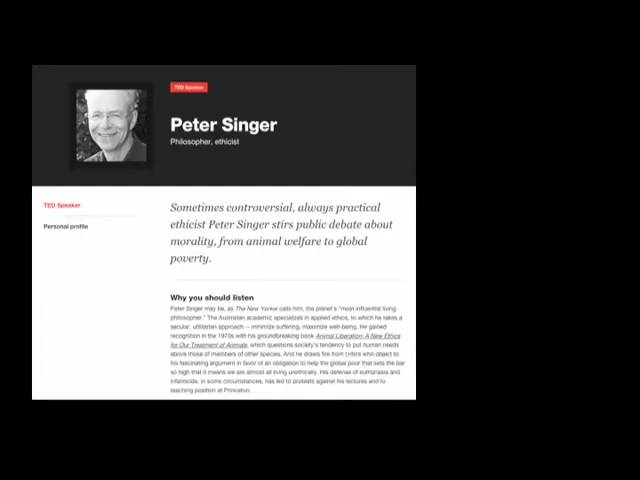 TED Speaker
Peter Singer
Philosopher, ethicist
TED Speaker
Personal profile
Sometimes controversial, always practical
ethicist Peter Singer stirs public debate about
morality, from animal welfare to global
poverty.
Why you should listen
Peter Singer may be, as The New Yorker calls him, the planet's "most influential living
philosopher." The Australian academic specializes in applied ethics, to which he takes a
secular, utilitarian approach -- minimize suffering, maximize well-being. He gained
recognition in the 1970s with his groundbreaking book Animal Liberation: A New Ethics
for Our Treatment of Animals, which questions society's tendency to put human needs
above those of members of other species. And he draws fire from critics who object to
his fascinating argument in favor of an obligation to help the global poor that sets the bar
so high that it means we are almost all living unethically. His defense of euthanasia and
infanticide, in some circumstances, has led to protests against his lectures and to
teaching position at Princeton.